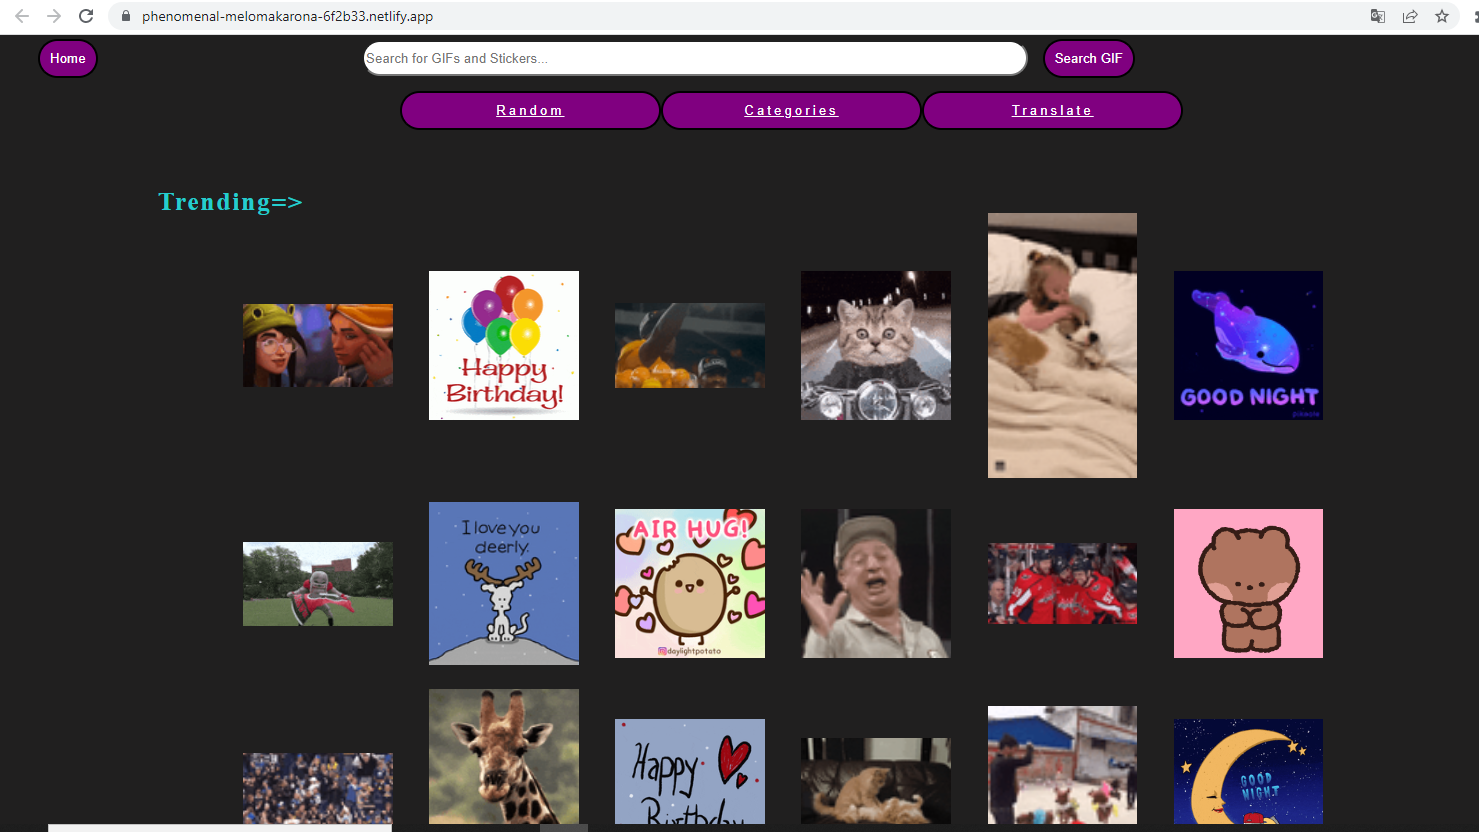 phenomenal-melomakarona-6f2b33.netlify.app
Home
Search for GIFs and Stickers...
Search GIF
Random
Categories
Translate
Trending=>
Happy
Birthday!
GOOD NIGHT
I love you
deerly.
AIR HUG!
@daylightpotato
Happy
Birthday
GOOD
NIGHT